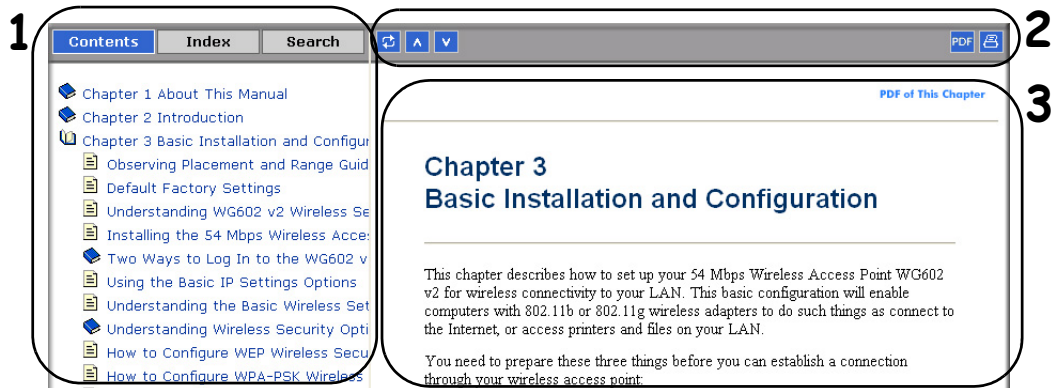 1
Contents Index Search
Chapter 1 About This Manual
Chapter 2 Introduction
Chapter 3 Basic Installation and Configur
Observing Placement and Range Guid
Default Factory Settings
Understanding WG602 v2 Wireless Se
Installing the 54 Mbps Wireless Acce
Two Ways to Log In to the WG602 v
Using the Basic IP Settings Options
Understanding the Basic Wireless Set
Understanding Wireless Security Opti
How to Configure WEP Wireless Secu
How to Configure WPA-PSK Wireless
2
PDF
3
PDF of This Chapter
Chapter 3
Basic Installation and Configuration
This chapter describes how to set up your 54 Mbps Wireless Access Point WG602
v2 for wireless connectivity to your LAN. This basic configuration will enable
computers with 802.11b or 802.11g wireless adapters to do such things as connect to
the Internet, or access printers and files on your LAN.
You need to prepare these three things before you can establish a connection
through your wireless access point: